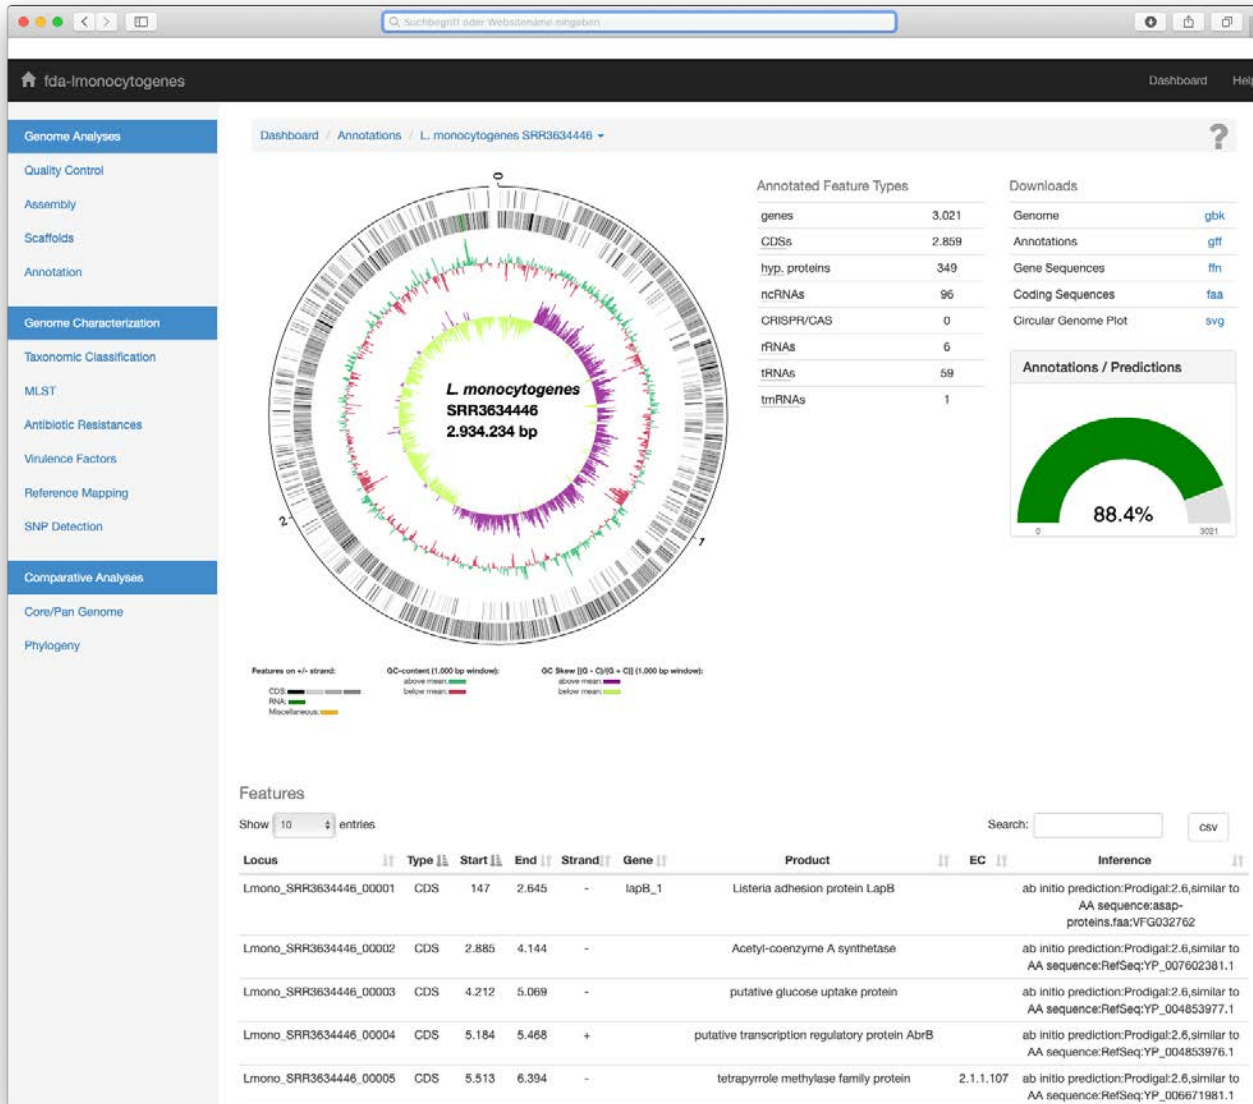 Suchbegriff oder Websitename eingeben
fda-lmonocytogenes
Dashboard Help
Genome Analyses
Quality Control
Assembly
Scaffolds
Annotation
Genome Characterization
Taxonomic Classification
MLST
Antibiotic Resistances
Virulence Factors
Reference Mapping
SNP Detection
Comparative Analyses
Core/Pan Genome
Phylogeny
Dashboard / Annotations / L. monocytogenes SRR3634446
?
0
1
2
L. monocytogenes
SRR3634446
2.934.234 bp
Features on +/- strand:
CDS:
RNA:
Miscellaneous:
GC-content (1.000 bp window):
above mean:
below mean:
GC Skew [(G - C)/(G + C)] (1.000 bp window):
above mean:
below mean:
Annotated Feature Types
genes 3.021
CDSs 2.859
hyp. proteins 349
ncRNAs 96
CRISPR/CAS 0
rRNAs 6
tRNAs 59
tmRNAs 1
Downloads
Genome gbk
Annotations gff
Gene Sequences ffn
Coding Sequences faa
Circular Genome Plot svg
Annotations / Predictions
88.4%
0 3021
Features
Show 10 entries
Search: csv
Locus Type Start End Strand Gene Product EC Inference
Lmono_SRR3634446_00001 CDS 147 2.645 - lapB_1 Listeria adhesion protein LapB ab initio prediction:Prodigal:2.6,similar to
AA sequence:asap-
proteins.faa:VFG032762
Lmono_SRR3634446_00002 CDS 2.885 4.144 - Acetyl-coenzyme A synthetase ab initio prediction:Prodigal:2.6,similar to
AA sequence:RefSeq:YP_007602381.1
Lmono_SRR3634446_00003 CDS 4.212 5.069 - putative glucose uptake protein ab initio prediction:Prodigal:2.6,similar to
AA sequence:RefSeq:YP_004853977.1
Lmono_SRR3634446_00004 CDS 5.184 5.468 + putative transcription regulatory protein AbrB ab initio prediction:Prodigal:2.6,similar to
AA sequence:RefSeq:YP_004853976.1
Lmono_SRR3634446_00005 CDS 5.513 6.394 - tetrapyrrole methylase family protein 2.1.1.107 ab initio prediction:Prodigal:2.6,similar to
AA sequence:RefSeq:YP_006671981.1